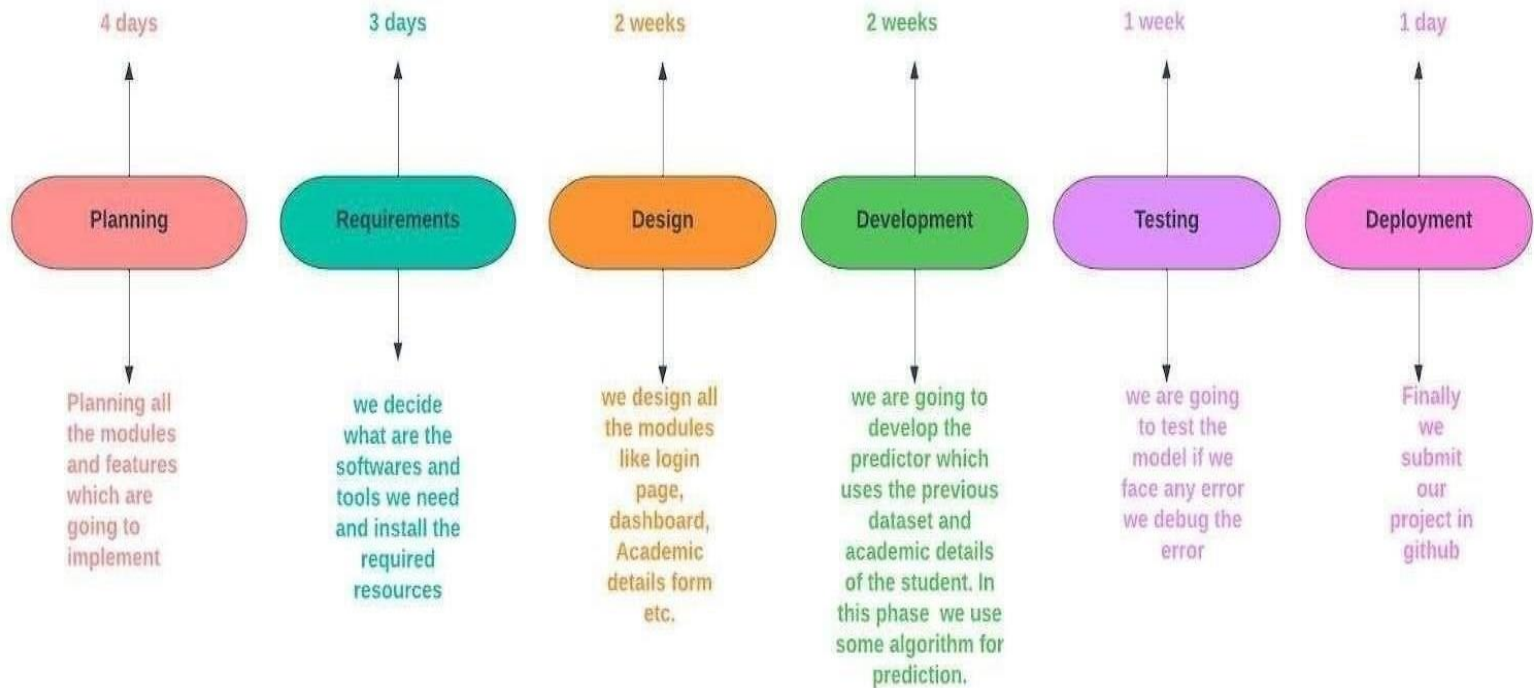 4 days
3 days
2 weeks
2 weeks
1 week
1 day
Planning
Requirements
Design
Development
Testing
Deployment
Planning all
the modules
and features
which are
going to
implement
we decide
what are the
softwares and
tools we need
and install the
required
resources
we design all
the modules
like login
page,
dashboard,
Academic
details form
etc.
we are going to
develop the
predictor which
uses the previous
dataset and
academic details
of the student. In
this phase we use
some algorithm for
prediction.
we are going
to test the
model if we
face any error
we debug the
error
Finally
we
submit
our
project in
github